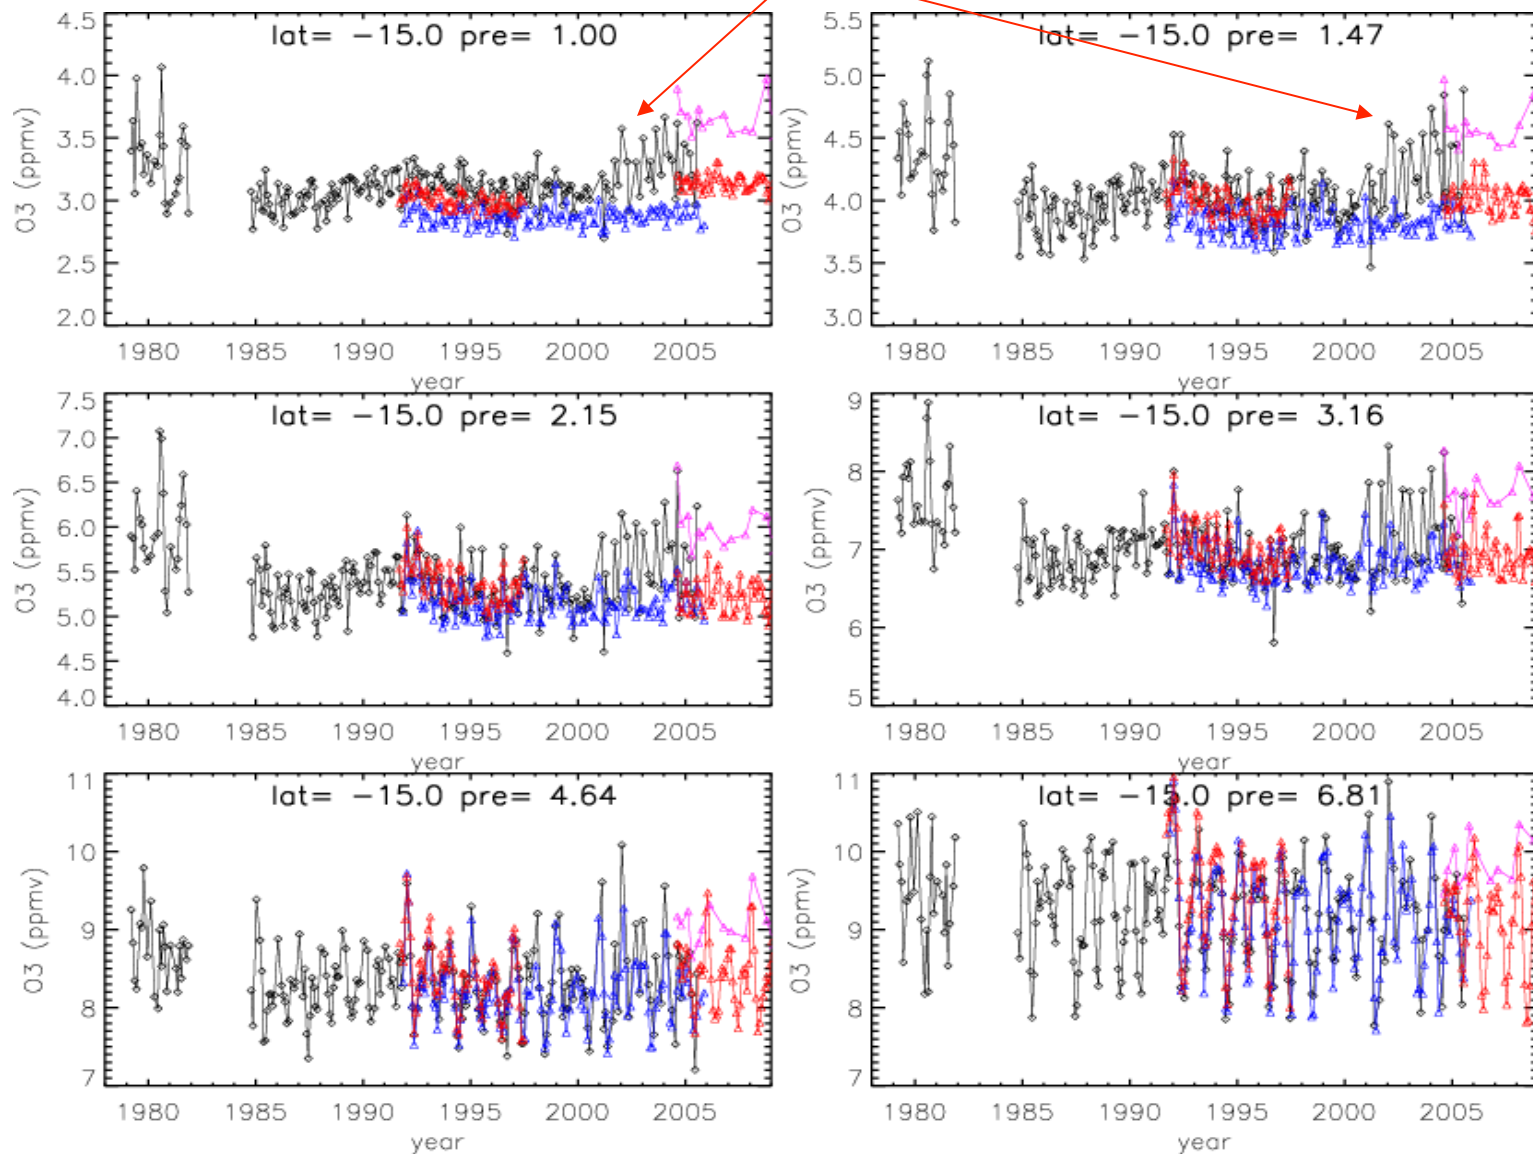 lat= -15.0 pre= 1.00
4.5
4.0
3.5
3.0
2.5
2.0
O3 (ppmv)
1980 1985 1990 1995 2000 2005
year
lat= -15.0 pre= 1.47
5.5
5.0
4.5
4.0
3.5
3.0
O3 (ppmv)
1980 1985 1990 1995 2000 2005
year
lat= -15.0 pre= 2.15
7.5
7.0
6.5
6.0
5.5
5.0
4.5
4.0
O3 (ppmv)
1980 1985 1990 1995 2000 2005
year
lat= -15.0 pre= 3.16
9
8
7
6
5
O3 (ppmv)
1980 1985 1990 1995 2000 2005
year
lat= -15.0 pre= 4.64
11
10
9
8
7
O3 (ppmv)
1980 1985 1990 1995 2000 2005
year
lat= -15.0 pre= 6.81
11
10
9
8
7
O3 (ppmv)
1980 1985 1990 1995 2000 2005
year